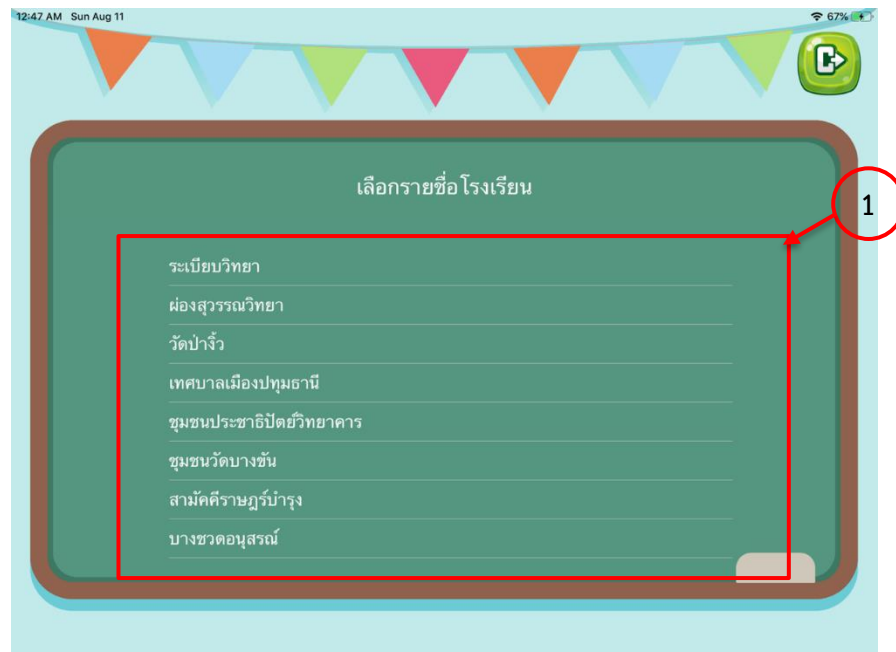 12:47 AM Sun Aug 11
67%
เลือกรายชื่อโรงเรียน
1
ระเบียบวิทยา
ผ่องสุวรรณวิทยา
วัดป่างิ้ว
เทศบาลเมืองปทุมธานี
ชุมชนประชาธิปัตย์วิทยาคาร
ชุมชนวัดบางขัน
สามัคคีราษฎร์บำรุง
บางชวดอนุสรณ์